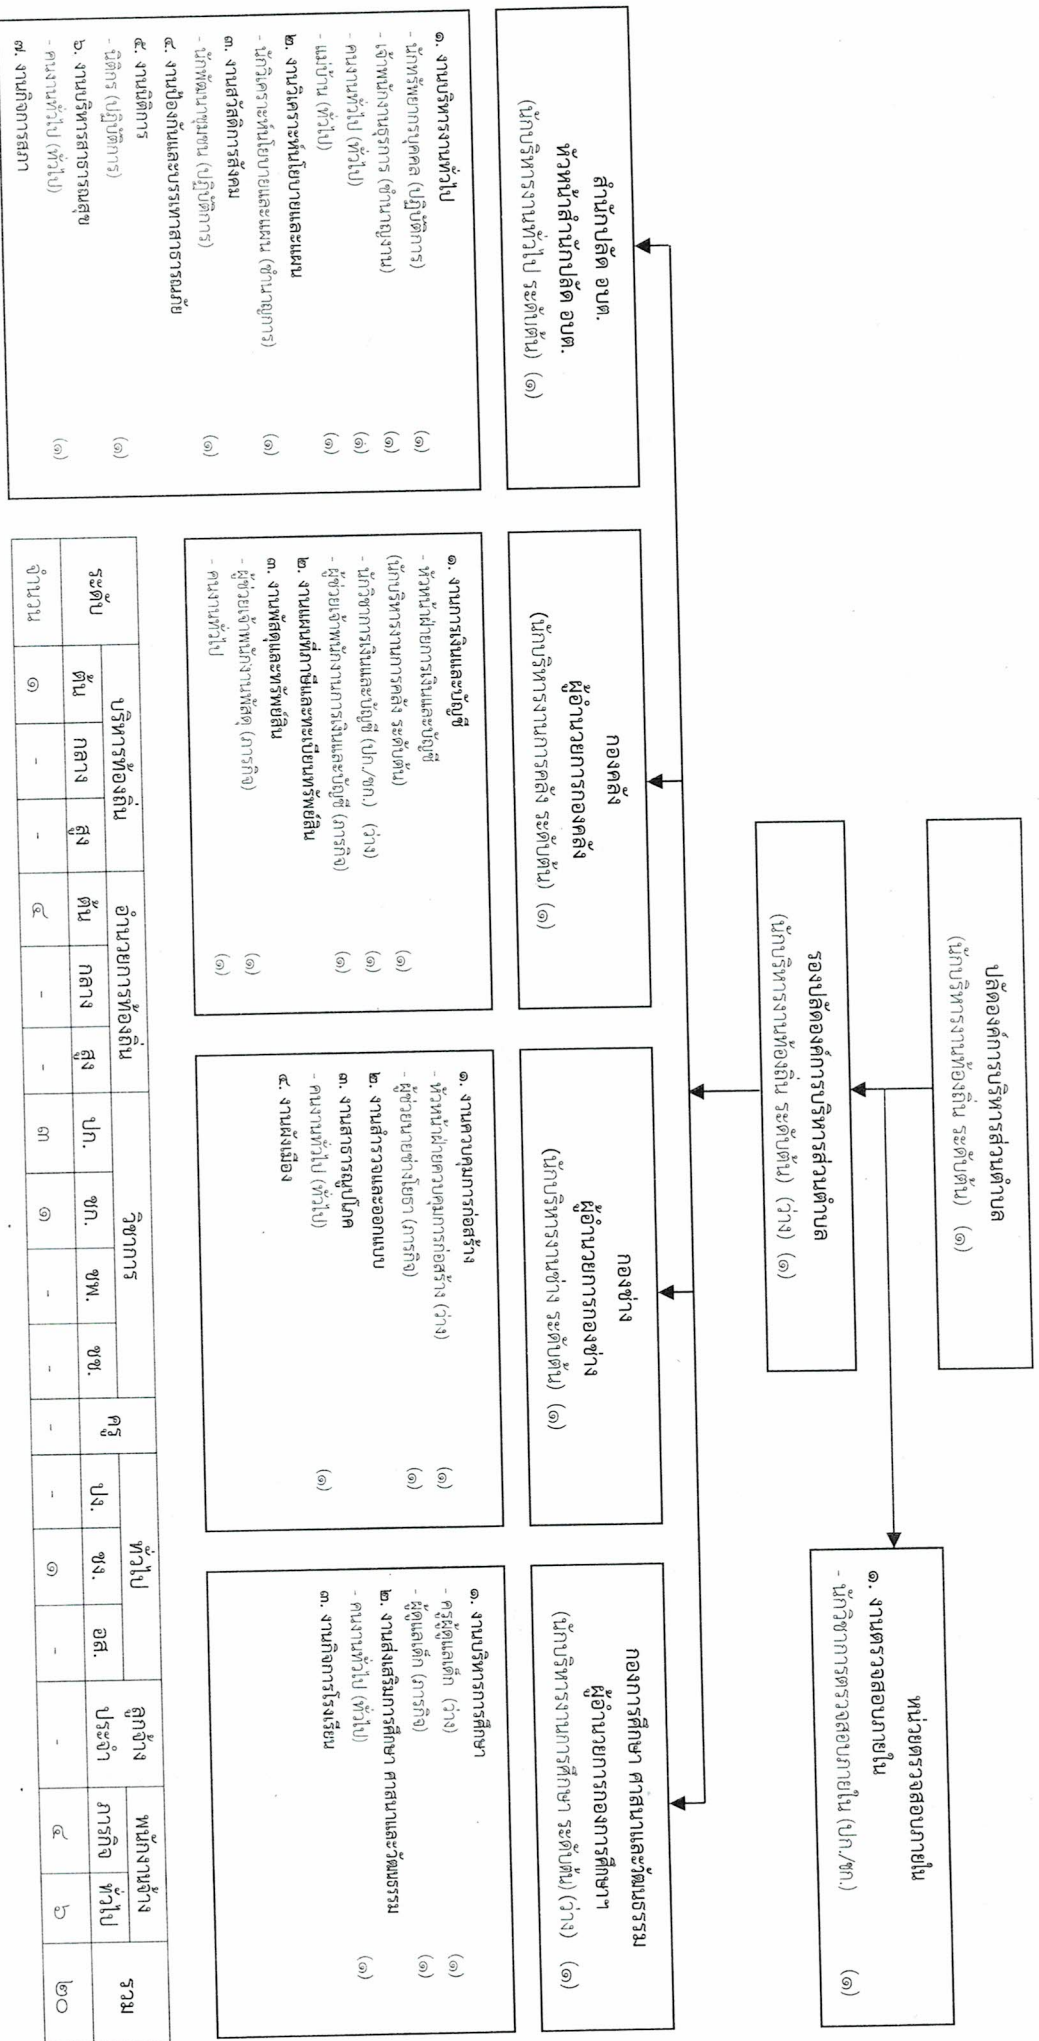 ปลัดองค์การบริหารส่วนตำบล
(นักบริหารงานท้องถิ่น ระดับต้น) (๑)
รองปลัดองค์การบริหารส่วนตำบล
(นักบริหารงานท้องถิ่น ระดับต้น) (ว่าง) (๑)
หน่วยตรวจสอบภายใน
๑. งานตรวจสอบภายใน
- นักวิชาการตรวจสอบภายใน (ปก./ชก.) (๑)
สำนักปลัด อบต.
หัวหน้าสำนักปลัด อบต.
(นักบริหารงานทั่วไป ระดับต้น) (๑)
กองคลัง
ผู้อำนวยการกองคลัง
(นักบริหารงานการคลัง ระดับต้น) (๑)
กองช่าง
ผู้อำนวยการกองช่าง
(นักบริหารงานช่าง ระดับต้น) (๑)
กองการศึกษา ศาสนาและวัฒนธรรม
ผู้อำนวยการกองการศึกษาฯ
(นักบริหารงานการศึกษา ระดับต้น) (ว่าง) (๑)
๑. งานบริหารงานทั่วไป
- นักทรัพยากรบุคคล (ปฏิบัติการ) (๑)
- เจ้าพนักงานธุรการ (ชำนาญงาน) (๑)
- คนงานทั่วไป (ทั่วไป)
- แม่บ้าน (ทั่วไป) (๑)
๒. งานวิเคราะห์นโยบายและแผน
- นักวิเคราะห์นโยบายและแผน (ชำนาญการ) (๑)
๓. งานสวัสดิการสังคม
- นักพัฒนาชุมชน (ปฏิบัติการ) (๑)
๔. งานป้องกันและบรรเทาสาธารณภัย
๕. งานนิติการ
- นิติกร (ปฏิบัติการ) (๑)
๖. งานบริหารสาธารณสุข
- คนงานทั่วไป (ทั่วไป) (๑)
๗. งานกิจการสภา
๑. งานการเงินและบัญชี
- หัวหน้าฝ่ายการเงินและบัญชี
(นักบริหารงานการคลัง ระดับต้น) (๑)
- นักวิชาการเงินและบัญชี (ปก./ชก.) (ว่าง) (๑)
- ผู้ช่วยเจ้าพนักงานการเงินและบัญชี (ภารกิจ) (๑)
๒. งานแผนที่ภาษีและทะเบียนทรัพย์สิน
๓. งานพัสดุและทรัพย์สิน
- ผู้ช่วยเจ้าพนักงานพัสดุ (ภารกิจ) (๑)
- คนงานทั่วไป (๑)
๑. งานควบคุมการก่อสร้าง
- หัวหน้าฝ่ายควบคุมการก่อสร้าง (ว่าง) (๑)
- ผู้ช่วยนายช่างโยธา (ภารกิจ) (๑)
๒. งานสำรวจและออกแบบ
๓. งานสาธารณูปโภค
- คนงานทั่วไป (ทั่วไป) (๑)
๔. งานผังเมือง
๑. งานบริหารการศึกษา
- ครูผู้ดูแลเด็ก (ว่าง) (๑)
- ผู้ดูแลเด็ก (ภารกิจ) (๑)
๒. งานส่งเสริมการศึกษา ศาสนาและวัฒนธรรม
- คนงานทั่วไป (ทั่วไป) (๑)
๓. งานกิจการโรงเรียน
ระดับ บริหารท้องถิ่น อำนวยการท้องถิ่น วิชาการ ครู ทั่วไป ลูกจ้างประจำ พนักงานจ้าง รวม
ต้น กลาง สูง ต้น กลาง สูง ปก. ชก. ชพ. ชช. ปง. ชง. อส. ภารกิจ ทั่วไป
จำนวน ๑ - - ๔ - - ๓ ๑ - - - - ๑ - - ๔ ๖ ๒๐